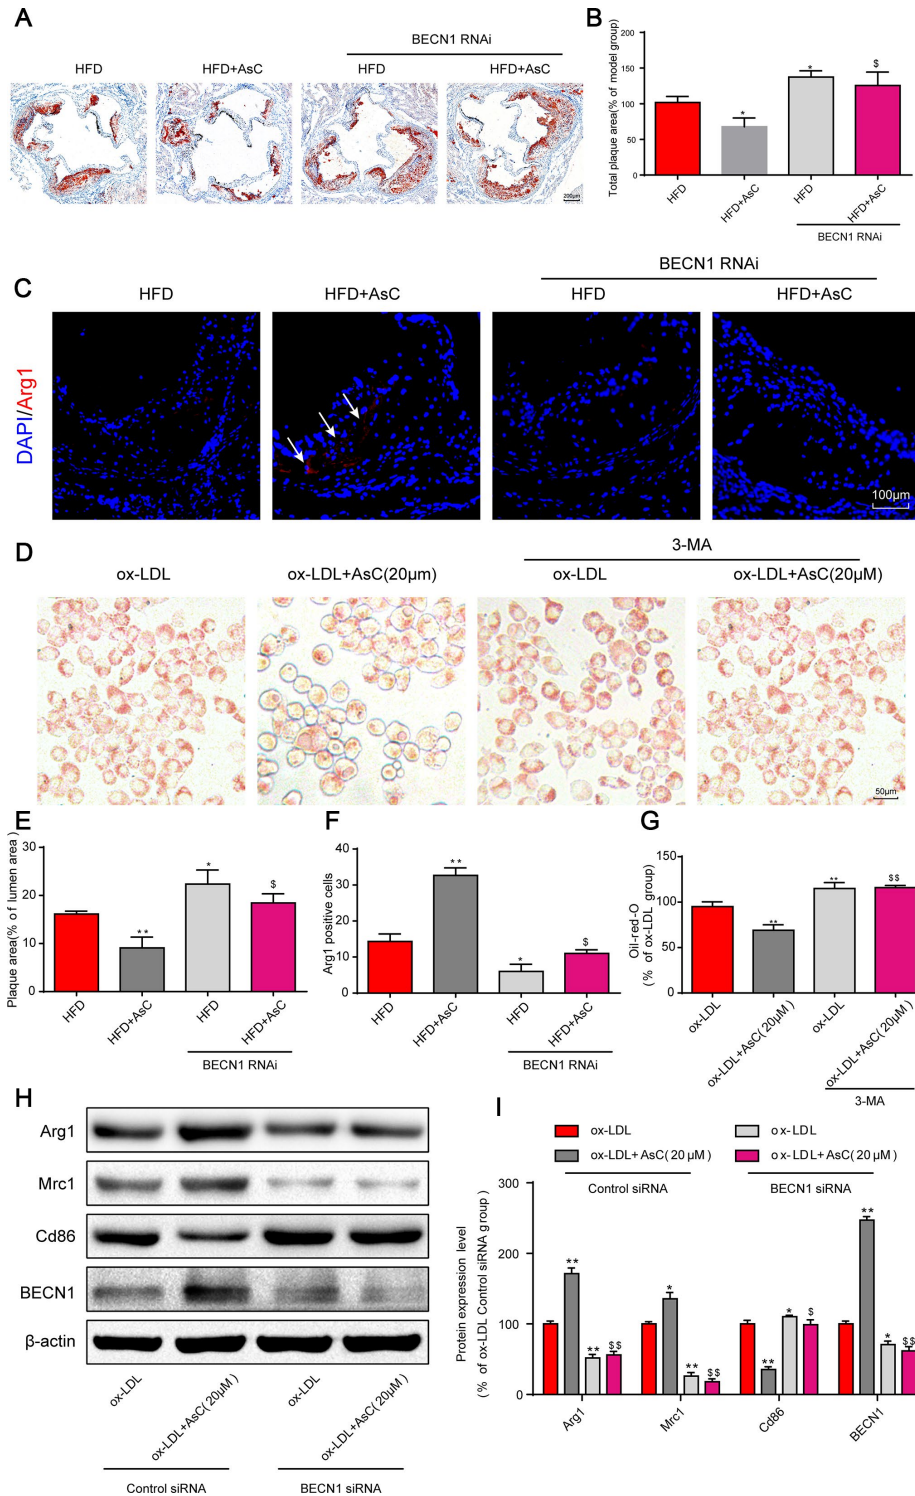 A
BECN1 RNAi
HFD HFD+AsC HFD HFD+AsC
200μm
B
Total plaque area(% of model group)
200
150
100
50
0
* * $
HFD HFD+AsC HFD HFD+AsC
BECN1 RNAi
C
BECN1 RNAi
HFD HFD+AsC HFD HFD+AsC
DAPI/Arg1
100μm
D
3-MA
ox-LDL ox-LDL+AsC(20μm) ox-LDL ox-LDL+AsC(20μM)
50μm
E
Plaque area(% of lumen area)
30
20
10
0
** * $
HFD HFD+AsC HFD HFD+AsC
BECN1 RNAi
F
Arg1 positive cells
40
30
20
10
0
** * $
HFD HFD+AsC HFD HFD+AsC
BECN1 RNAi
G
Oil-red-O
(% of ox-LDL group)
150
100
50
0
** ** $$
ox-LDL ox-LDL+AsC(20μM) ox-LDL ox-LDL+AsC(20μM)
3-MA
H
Arg1
Mrc1
Cd86
BECN1
β-actin
ox-LDL ox-LDL+AsC(20μM) ox-LDL ox-LDL+AsC(20μM)
Control siRNA BECN1 siRNA
I
ox-LDL ox-LDL
ox-LDL+AsC(20μM) ox-LDL+AsC(20μM)
Control siRNA BECN1 siRNA
Protein expression level
(% of ox-LDL Control siRNA group)
300
200
100
0
** ** $$ * ** $$ ** * $ ** * $$
Arg1 Mrc1 Cd86 BECN1